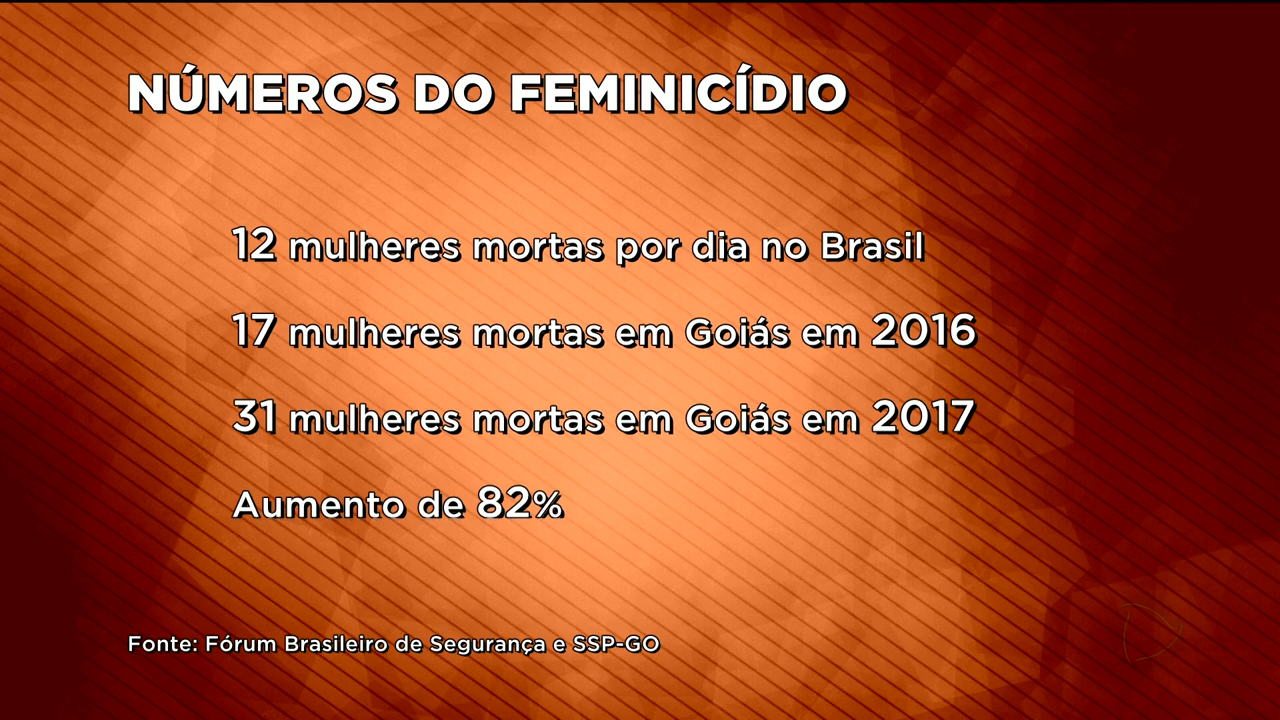 NÚMEROS DO FEMINICÍDIO
12 mulheres mortas por dia no Brasil
17 mulheres mortas em Goiás em 2016
31 mulheres mortas em Goiás em 2017
Aumento de 82%
Fonte: Fórum Brasileiro de Segurança e SSP-GO